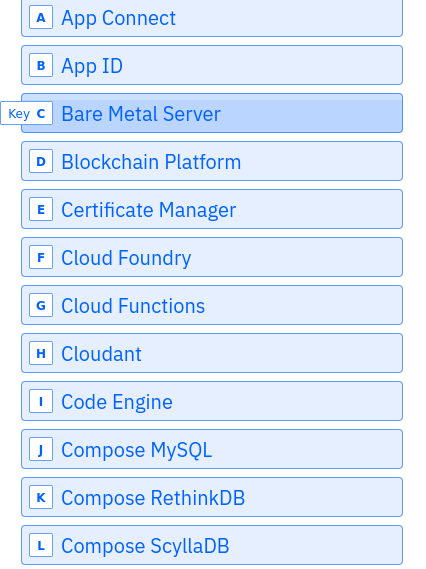 A App Connect
B App ID
Key C Bare Metal Server
D Blockchain Platform
E Certificate Manager
F Cloud Foundry
G Cloud Functions
H Cloudant
I Code Engine
J Compose MySQL
K Compose RethinkDB
L Compose ScyllaDB